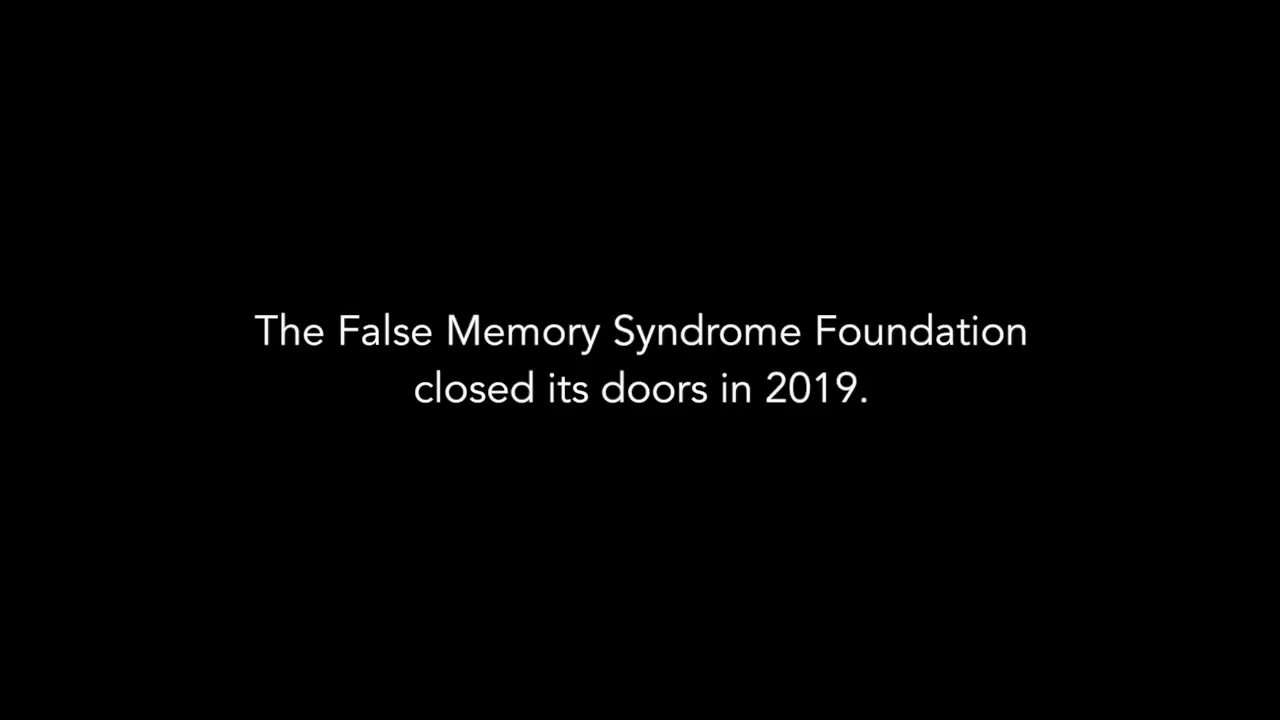 The False Memory Syndrome Foundation
closed its doors in 2019.